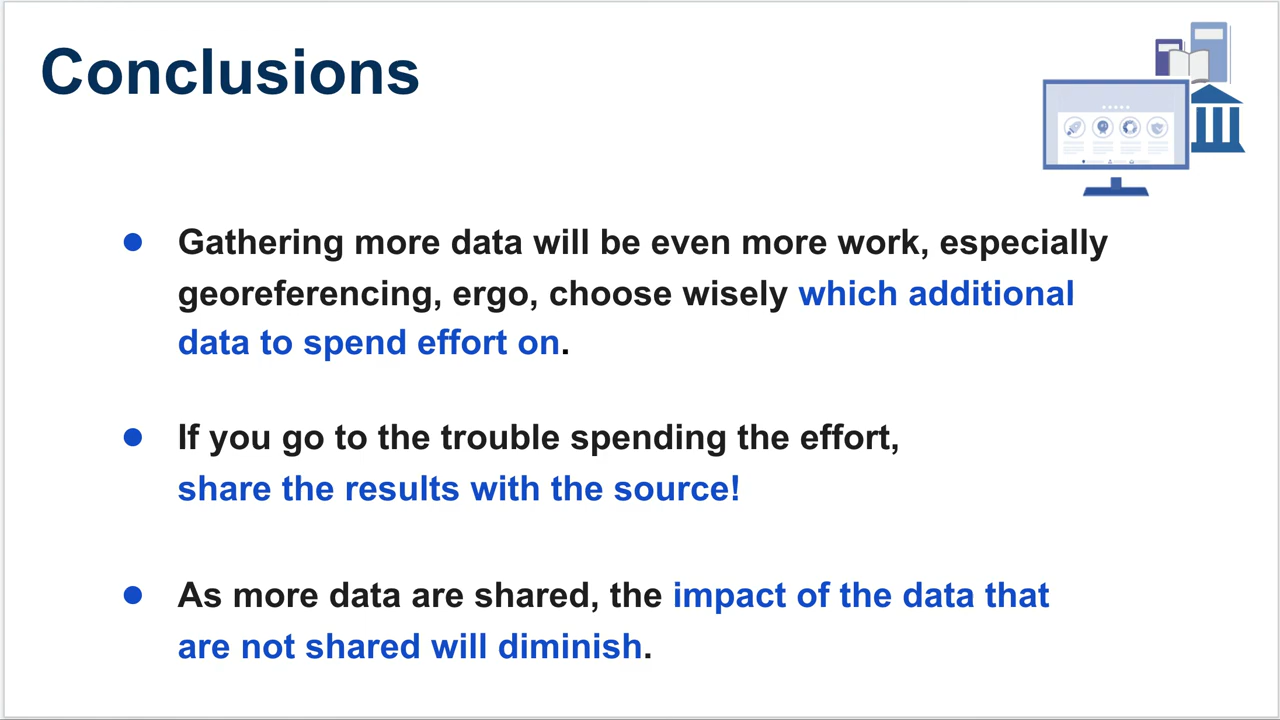 Conclusions
Gathering more data will be even more work, especially
georeferencing, ergo, choose wisely which additional
data to spend effort on.
If you go to the trouble spending the effort,
share the results with the source!
As more data are shared, the impact of the data that
are not shared will diminish.